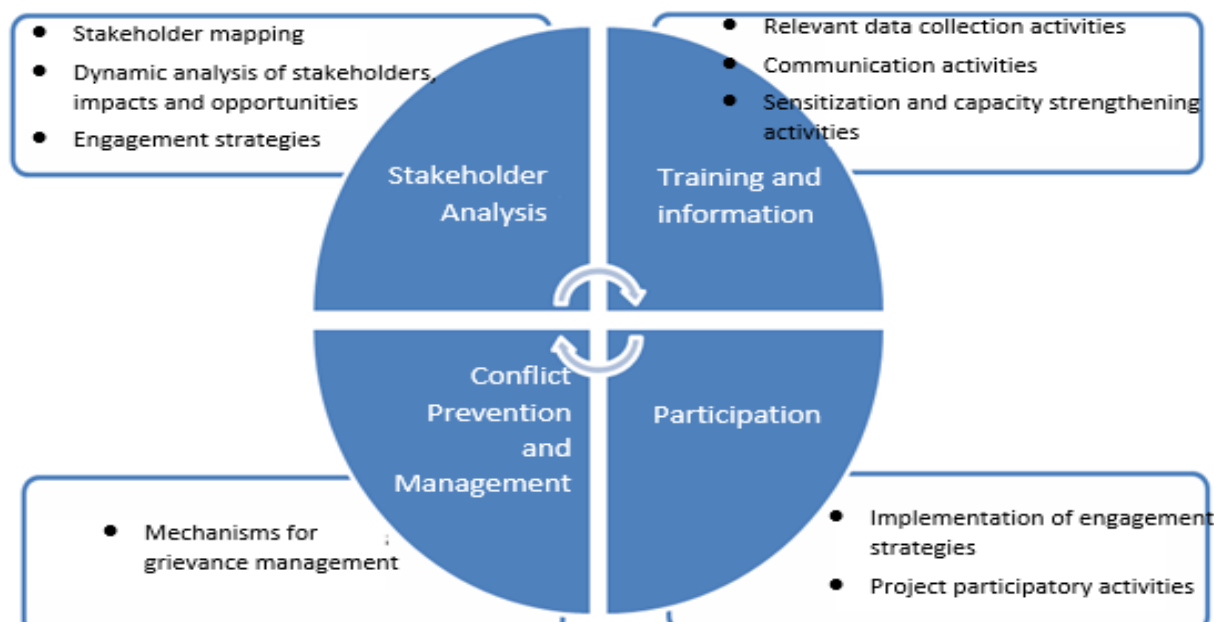 ● Stakeholder mapping
● Dynamic analysis of stakeholders,
impacts and opportunities
● Engagement strategies
● Relevant data collection activities
● Communication activities
● Sensitization and capacity strengthening
activities
Stakeholder
Analysis
Training and
information
Conflict
Prevention
and
Management
Participation
● Mechanisms for ;
grievance management
● Implementation of engagement
strategies
● Project participatory activities